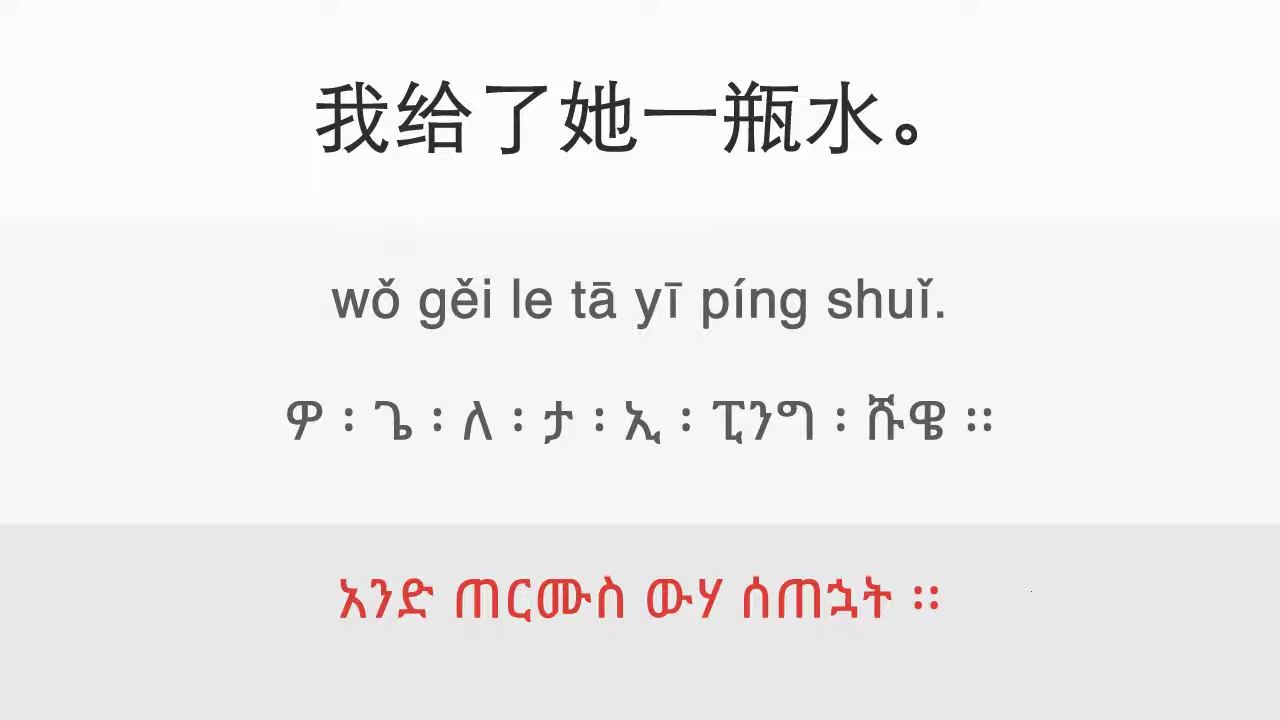 我给了她一瓶水。
wǒ gěi le tā yī píng shuǐ.
ዎ ፡ ጌ ፡ ለ ፡ ታ ፡ ኢ ፡ ፒንግ ፡ ሹዌ ።
አንድ ጠርሙስ ውሃ ሰጠኋት ።